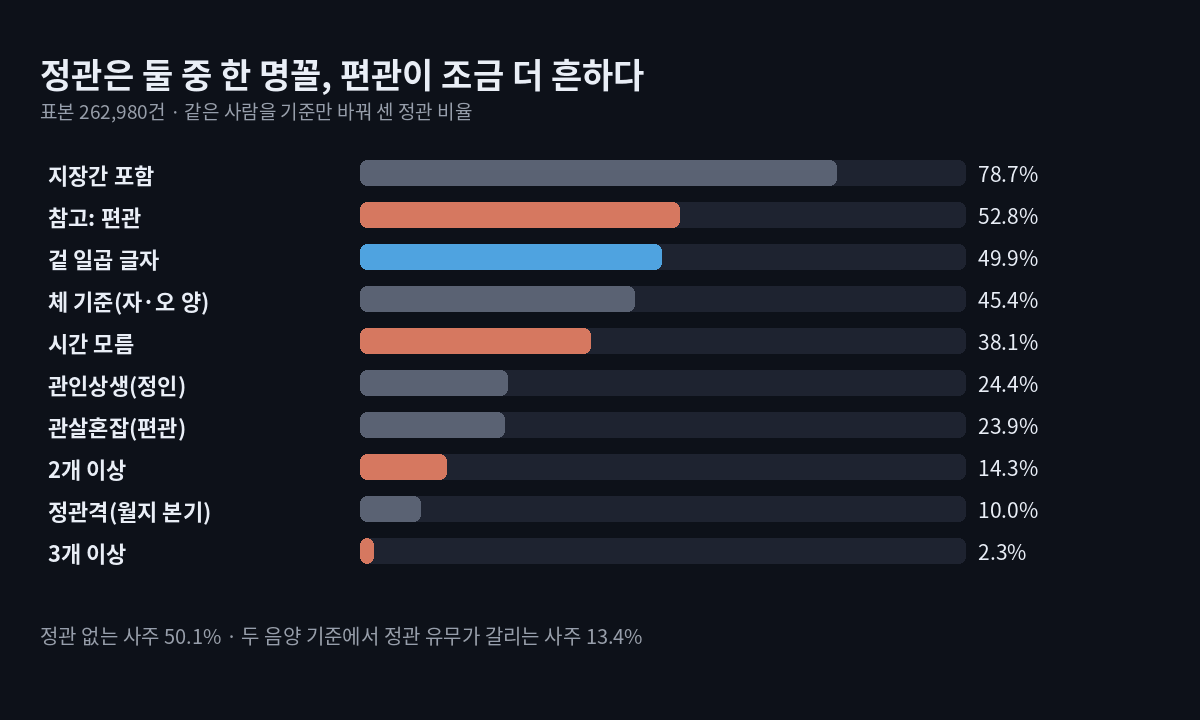 정관은 둘 중 한 명꼴, 편관이 조금 더 흔하다
표본 262,980건 · 같은 사람을 기준만 바꿔 센 정관 비율
지장간 포함 78.7%
참고: 편관 52.8%
겉 일곱 글자 49.9%
체 기준(자·오 양) 45.4%
시간 모름 38.1%
관인상생(정인) 24.4%
관살혼잡(편관) 23.9%
2개 이상 14.3%
정관격(월지 본기) 10.0%
3개 이상 2.3%
정관 없는 사주 50.1% · 두 음양 기준에서 정관 유무가 갈리는 사주 13.4%